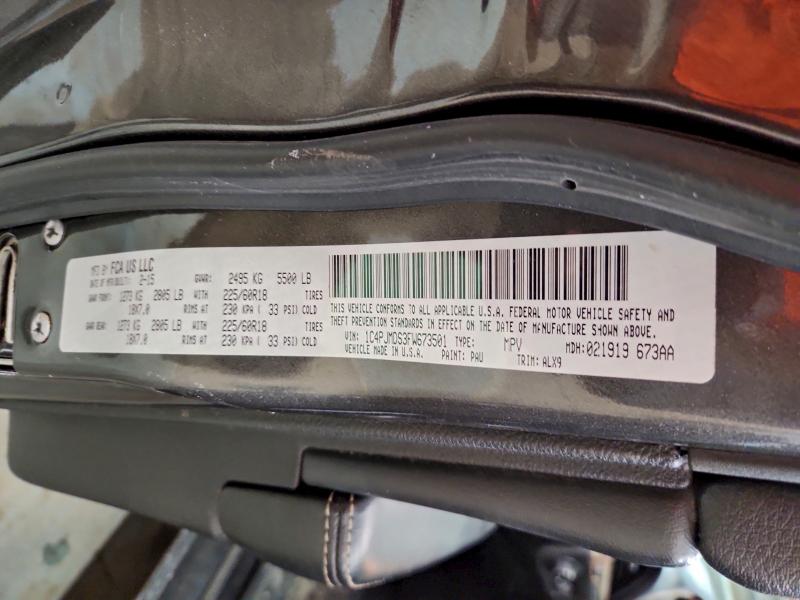 MFD BY FCA US LLC
DATE OF MFR(BUILT): 2-15 GVWR: 2495 KG 5500 LB
GAWR FRONT: 1273 KG 2805 LB WITH 225/60R18 TIRES
18X7.0 RIMS AT 230 KPA ( 33 PSI) COLD
GAWR REAR: 1273 KG 2805 LB WITH 225/60R18 TIRES
18X7.0 RIMS AT 230 KPA ( 33 PSI) COLD
THIS VEHICLE CONFORMS TO ALL APPLICABLE U.S.A. FEDERAL MOTOR VEHICLE SAFETY AND
THEFT PREVENTION STANDARDS IN EFFECT ON THE DATE OF MANUFACTURE SHOWN ABOVE.
VIN: 1C4PJMDS3FW673501 TYPE: MPV MDH:021913 673AA
VEHICLE MADE IN U.S.A. PAINT: PAU TRIM: ALX9